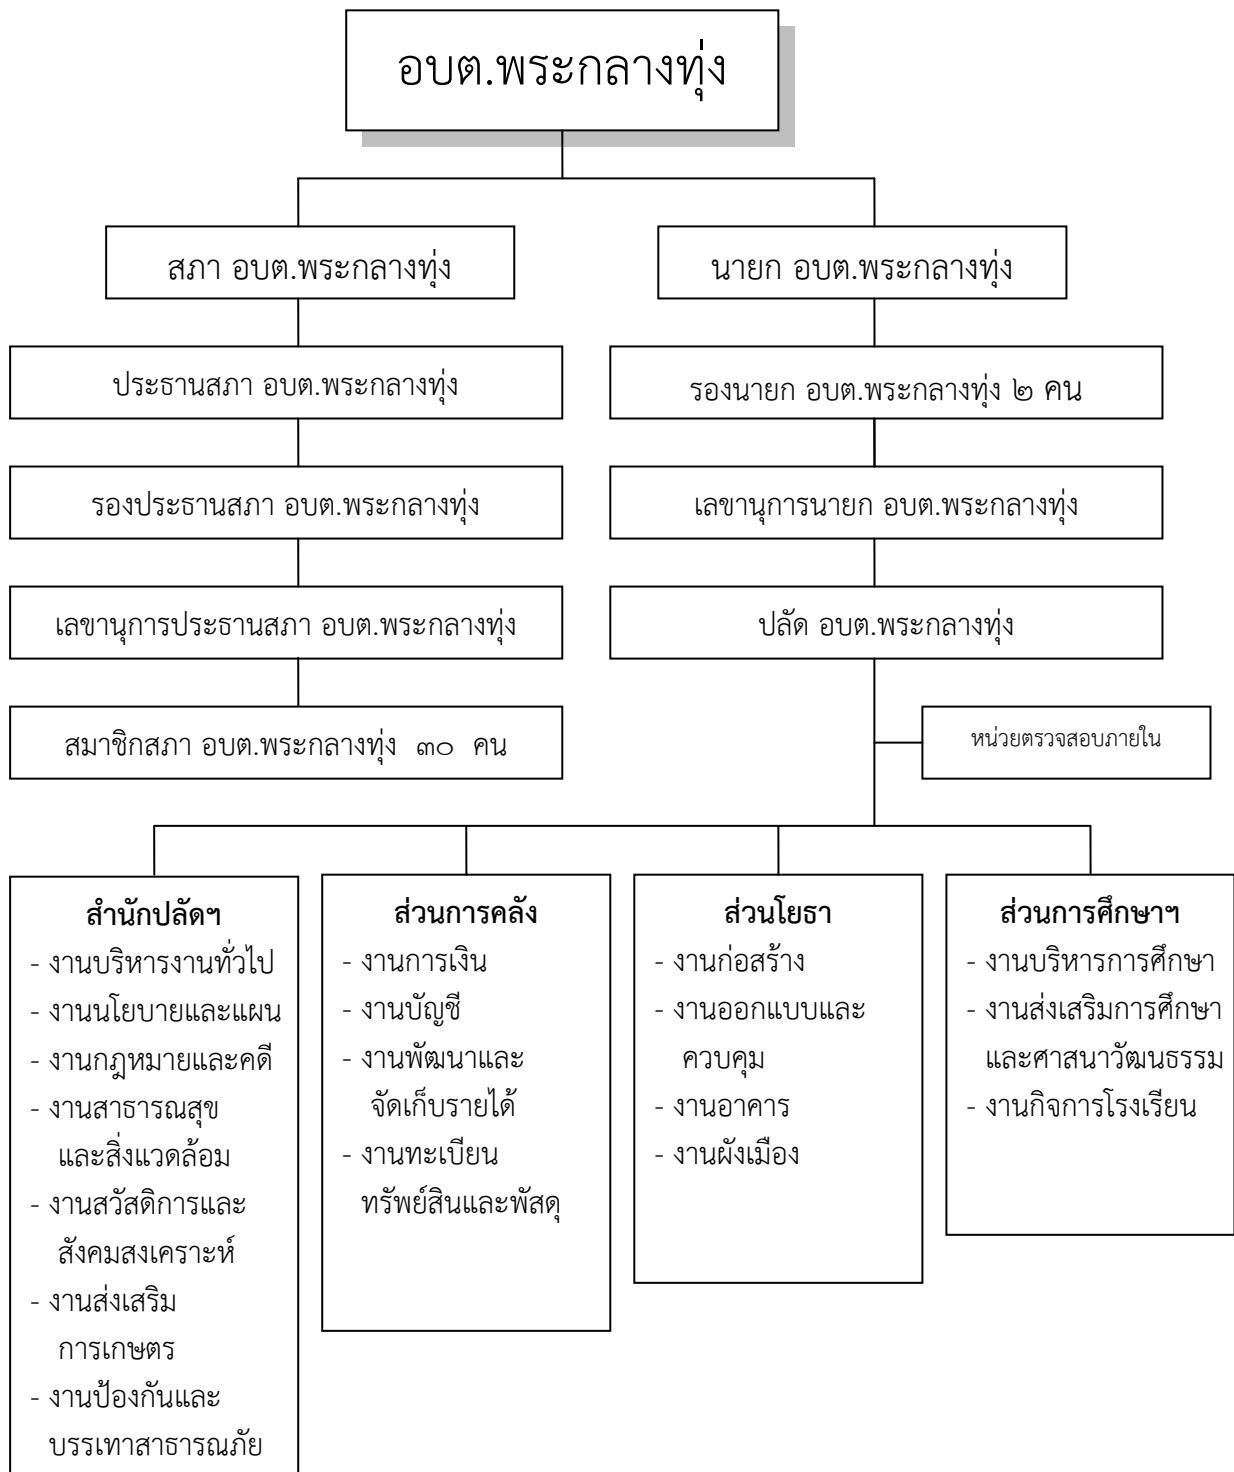 อบต.พระกลางทุ่ง
สภา อบต.พระกลางทุ่ง
นายก อบต.พระกลางทุ่ง
ประธานสภา อบต.พระกลางทุ่ง
รองนายก อบต.พระกลางทุ่ง ๒ คน
รองประธานสภา อบต.พระกลางทุ่ง
เลขานุการนายก อบต.พระกลางทุ่ง
เลขานุการประธานสภา อบต.พระกลางทุ่ง
ปลัด อบต.พระกลางทุ่ง
สมาชิกสภา อบต.พระกลางทุ่ง ๓๐ คน
หน่วยตรวจสอบภายใน
สำนักปลัดฯ
- งานบริหารงานทั่วไป
- งานนโยบายและแผน
- งานกฎหมายและคดี
- งานสาธารณสุข
และสิ่งแวดล้อม
- งานสวัสดิการและ
สังคมสงเคราะห์
- งานส่งเสริม
การเกษตร
- งานป้องกันและ
บรรเทาสาธารณภัย
ส่วนการคลัง
- งานการเงิน
- งานบัญชี
- งานพัฒนาและ
จัดเก็บรายได้
- งานทะเบียน
ทรัพย์สินและพัสดุ
ส่วนโยธา
- งานก่อสร้าง
- งานออกแบบและ
ควบคุม
- งานอาคาร
- งานผังเมือง
ส่วนการศึกษาฯ
- งานบริหารการศึกษา
- งานส่งเสริมการศึกษา
และศาสนาวัฒนธรรม
- งานกิจการโรงเรียน